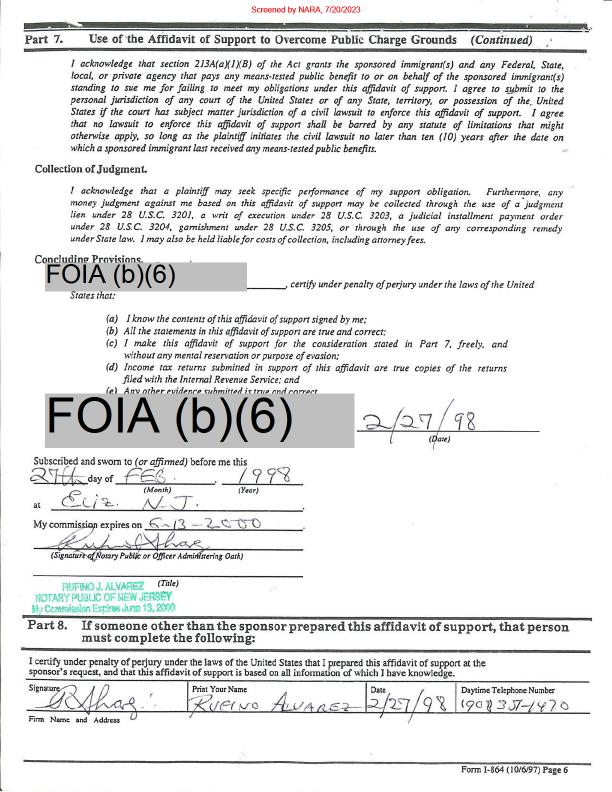 Screened by NARA, 7/20/2023
Part 7. Use of the Affidavit of Support to Overcome Public Charge Grounds (Continued)
I acknowledge that section 213A(a)(1)(B) of the Act grants the sponsored immigrant(s) and any Federal, State,
local, or private agency that pays any means-tested public benefit to or on behalf of the sponsored immigrant(s)
standing to sue me for failing to meet my obligations under this affidavit of support. I agree to submit to the
personal jurisdiction of any court of the United States or of any State, territory, or possession of the United
States if the court has subject matter jurisdiction of a civil lawsuit to enforce this affidavit of support. I agree
that no lawsuit to enforce this affidavit of support shall be barred by any statute of limitations that might
otherwise apply, so long as the plaintiff initiates the civil lawsuit no later than ten (10) years after the date on
which a sponsored immigrant last received any means-tested public benefits.
Collection of Judgment.
I acknowledge that a plaintiff may seek specific performance of my support obligation. Furthermore, any
money judgment against me based on this affidavit of support may be collected through the use of a judgment
lien under 28 U.S.C. 3201, a writ of execution under 28 U.S.C. 3203, a judicial installment payment order
under 28 U.S.C. 3204, garnishment under 28 U.S.C. 3205, or through the use of any corresponding remedy
under State law. I may also be held liable for costs of collection, including attorney fees.
Concluding Provisions.
FOIA (b)(6)
, certify under penalty of perjury under the laws of the United
States that:
(a) I know the contents of this affidavit of support signed by me;
(b) All the statements in this affidavit of support are true and correct;
(c) I make this affidavit of support for the consideration stated in Part 7, freely, and
without any mental reservation or purpose of evasion;
(d) Income tax returns submitted in support of this affidavit are true copies of the returns
filed with the Internal Revenue Service; and
(e) Any other evidence submitted is true and correct
FOIA (b)(6)
2/27/98
(Date)
Subscribed and sworn to (or affirmed) before me this
27th day of FEB. , 1998
(Month) (Year)
at Eliz. N.J.
My commission expires on 6-13-2000
(Signature of Notary Public or Officer Administering Oath)
(Title)
RUFINO J. ALVAREZ
NOTARY PUBLIC OF NEW JERSEY
My Commission Expires June 13, 2000
Part 8. If someone other than the sponsor prepared this affidavit of support, that person
must complete the following:
I certify under penalty of perjury under the laws of the United States that I prepared this affidavit of support at the
sponsor's request, and that this affidavit of support is based on all information of which I have knowledge.
Signature Print Your Name Date Daytime Telephone Number
RUFINO ALVAREZ 2/27/98
Firm Name and Address
Form I-864 (10/6/97) Page 6